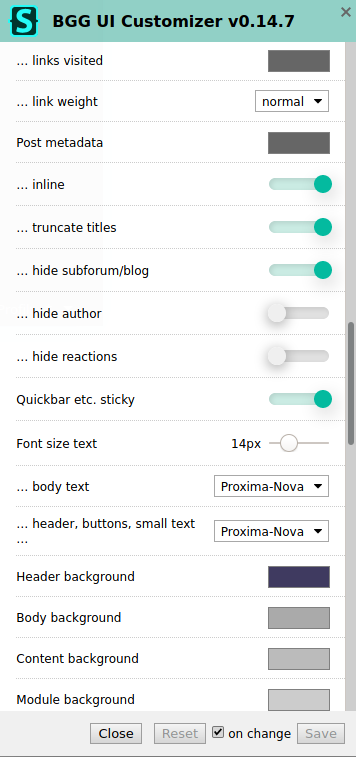 BGG UI Customizer v0.14.7
... links visited
... link weight normal
Post metadata
... inline
... truncate titles
... hide subforum/blog
... hide author
... hide reactions
Quickbar etc. sticky
Font size text 14px
... body text Proxima-Nova
... header, buttons, small text
... Proxima-Nova
Header background
Body background
Content background
Module background
Close Reset on change Save